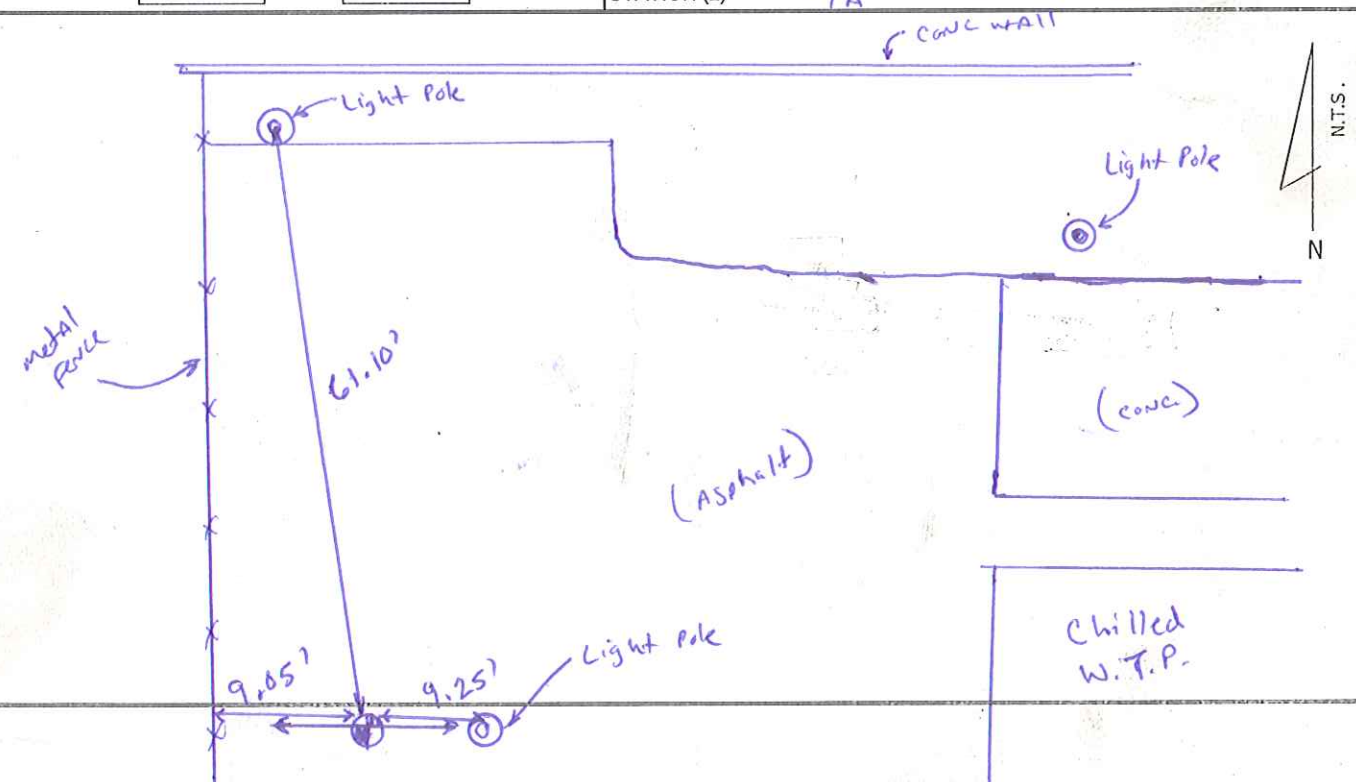 CONC WALL
Light Pole
N.T.S.
Light Pole
N
metal
fence
61.10'
(CONC)
(Asphalt)
Chilled
W.T.P.
Light Pole
9.05'
9.25'